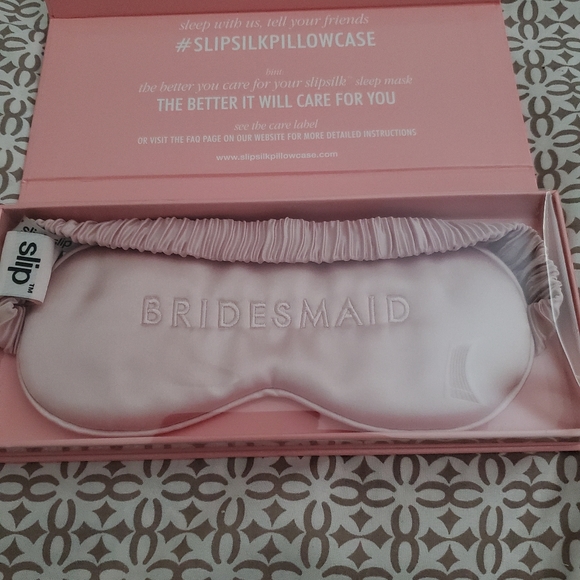 sleep with us, tell your friends
#SLIPSILKPILLOWCASE
the better you care for your slipsilk™ sleep mask
THE BETTER IT WILL CARE FOR YOU
see the care label
OR VISIT THE FAQ PAGE ON OUR WEBSITE FOR MORE DETAILED INSTRUCTIONS
www.slipsilkpillowcase.com
slip™
BRIDESMAID